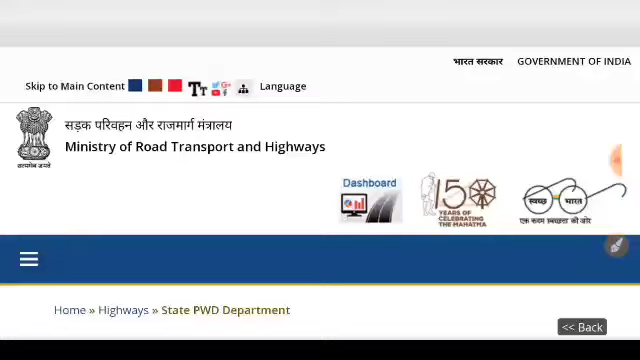 भारत सरकार GOVERNMENT OF INDIA
Skip to Main Content Language
सड़क परिवहन और राजमार्ग मंत्रालय
Ministry of Road Transport and Highways
सत्यमेव जयते
Dashboard
150
YEARS OF
CELEBRATING
THE MAHATMA
स्वच्छ भारत
एक कदम स्वच्छता की ओर
Home » Highways » State PWD Department
<< Back